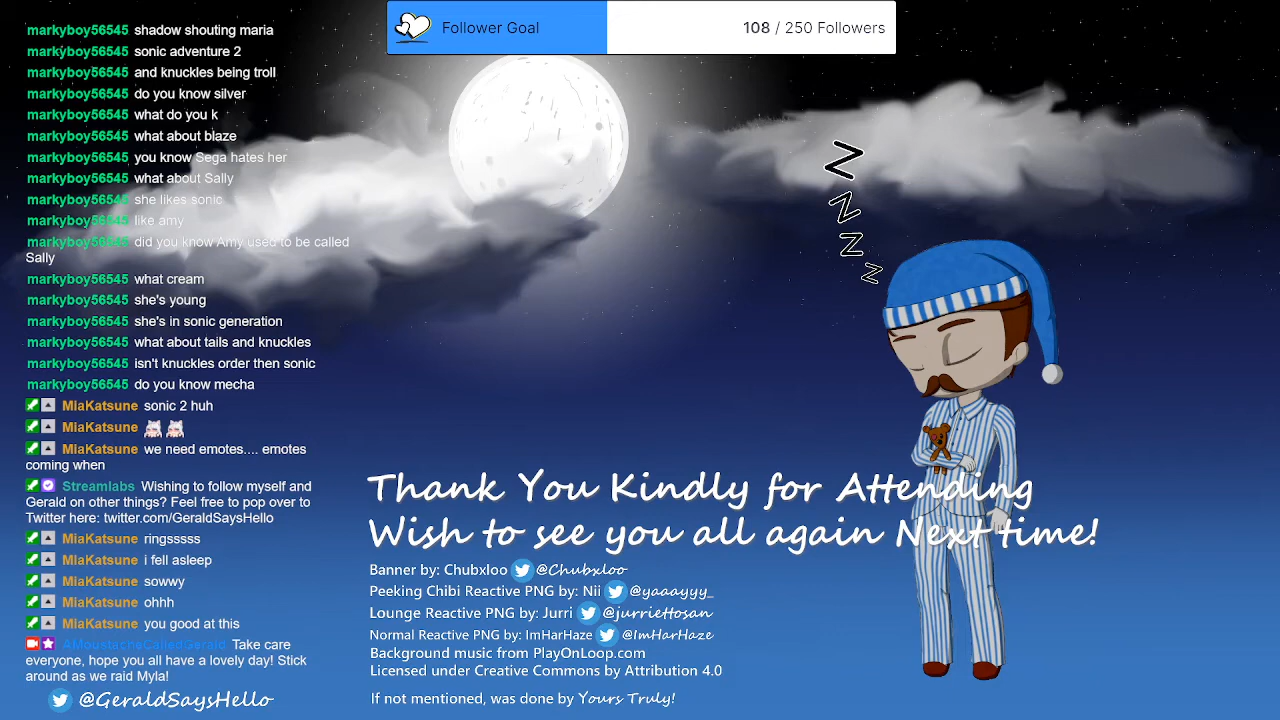 markyboy56545 shadow shouting maria
markyboy56545 sonic adventure 2
markyboy56545 and knuckles being troll
markyboy56545 do you know silver
markyboy56545 what do you k
markyboy56545 what about blaze
markyboy56545 you know Sega hates her
markyboy56545 what about Sally
markyboy56545 she likes sonic
markyboy56545 like amy
markyboy56545 did you know Amy used to be called
Sally
markyboy56545 what cream
markyboy56545 she's young
markyboy56545 she's in sonic generation
markyboy56545 what about tails and knuckles
markyboy56545 isn't knuckles order then sonic
markyboy56545 do you know mecha
MiaKatsune sonic 2 huh
MiaKatsune
MiaKatsune we need emotes.... emotes
coming when
Streamlabs Wishing to follow myself and
Gerald on other things? Feel free to pop over to
Twitter here: twitter.com/GeraldSaysHello
MiaKatsune ringsssss
MiaKatsune i fell asleep
MiaKatsune sowwy
MiaKatsune ohhh
MiaKatsune you good at this
AMoustacheCalledGerald Take care
everyone, hope you all have a lovely day! Stick
around as we raid Myla!
@GeraldSaysHello
Follower Goal
108 / 250 Followers
Z
Z
Z
Z
Thank You Kindly for Attending
Wish to see you all again Next time!
Banner by: Chubxloo @Chubxloo
Peeking Chibi Reactive PNG by: Nii @yaaayyy_
Lounge Reactive PNG by: Jurri @jurriettosan
Normal Reactive PNG by: ImHarHaze @ImHarHaze
Background music from PlayOnLoop.com
Licensed under Creative Commons by Attribution 4.0
If not mentioned, was done by Yours Truly!